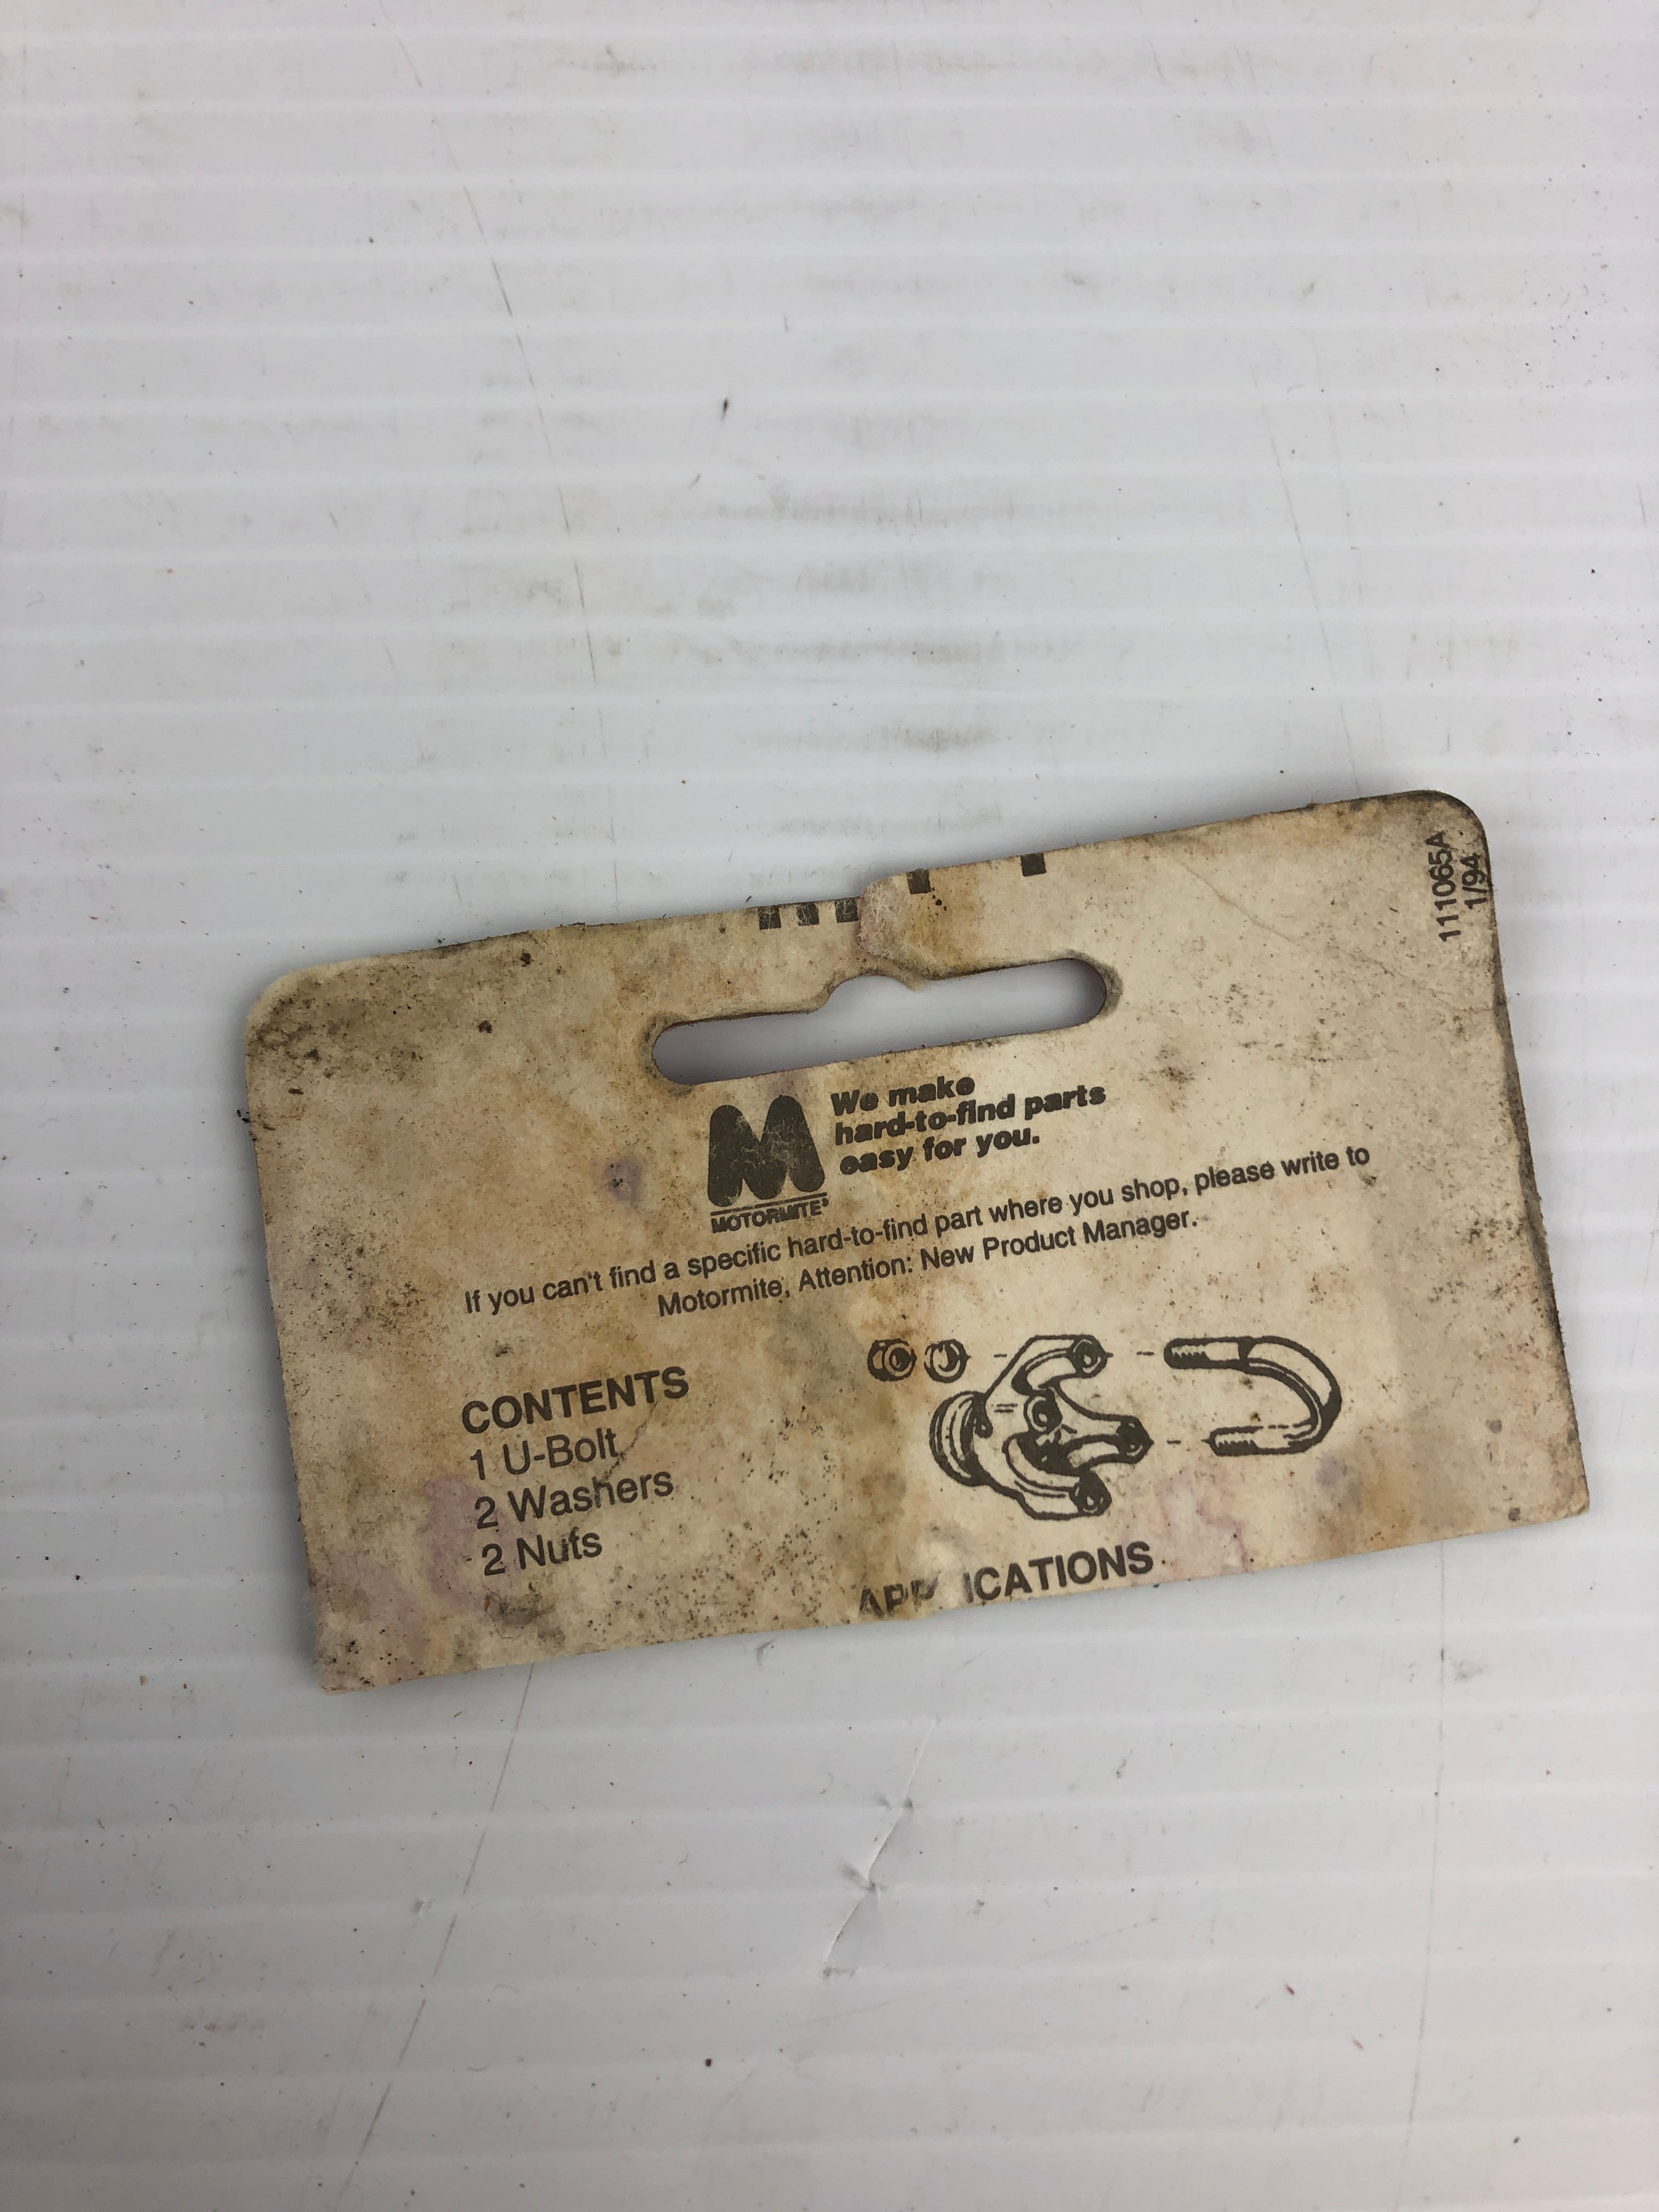 111065A
1/94
We make
hard-to-find parts
easy for you.
MOTORMITE®
If you can't find a specific hard-to-find part where you shop, please write to
Motormite, Attention: New Product Manager.
CONTENTS
1 U-Bolt
2 Washers
2 Nuts
APPLICATIONS